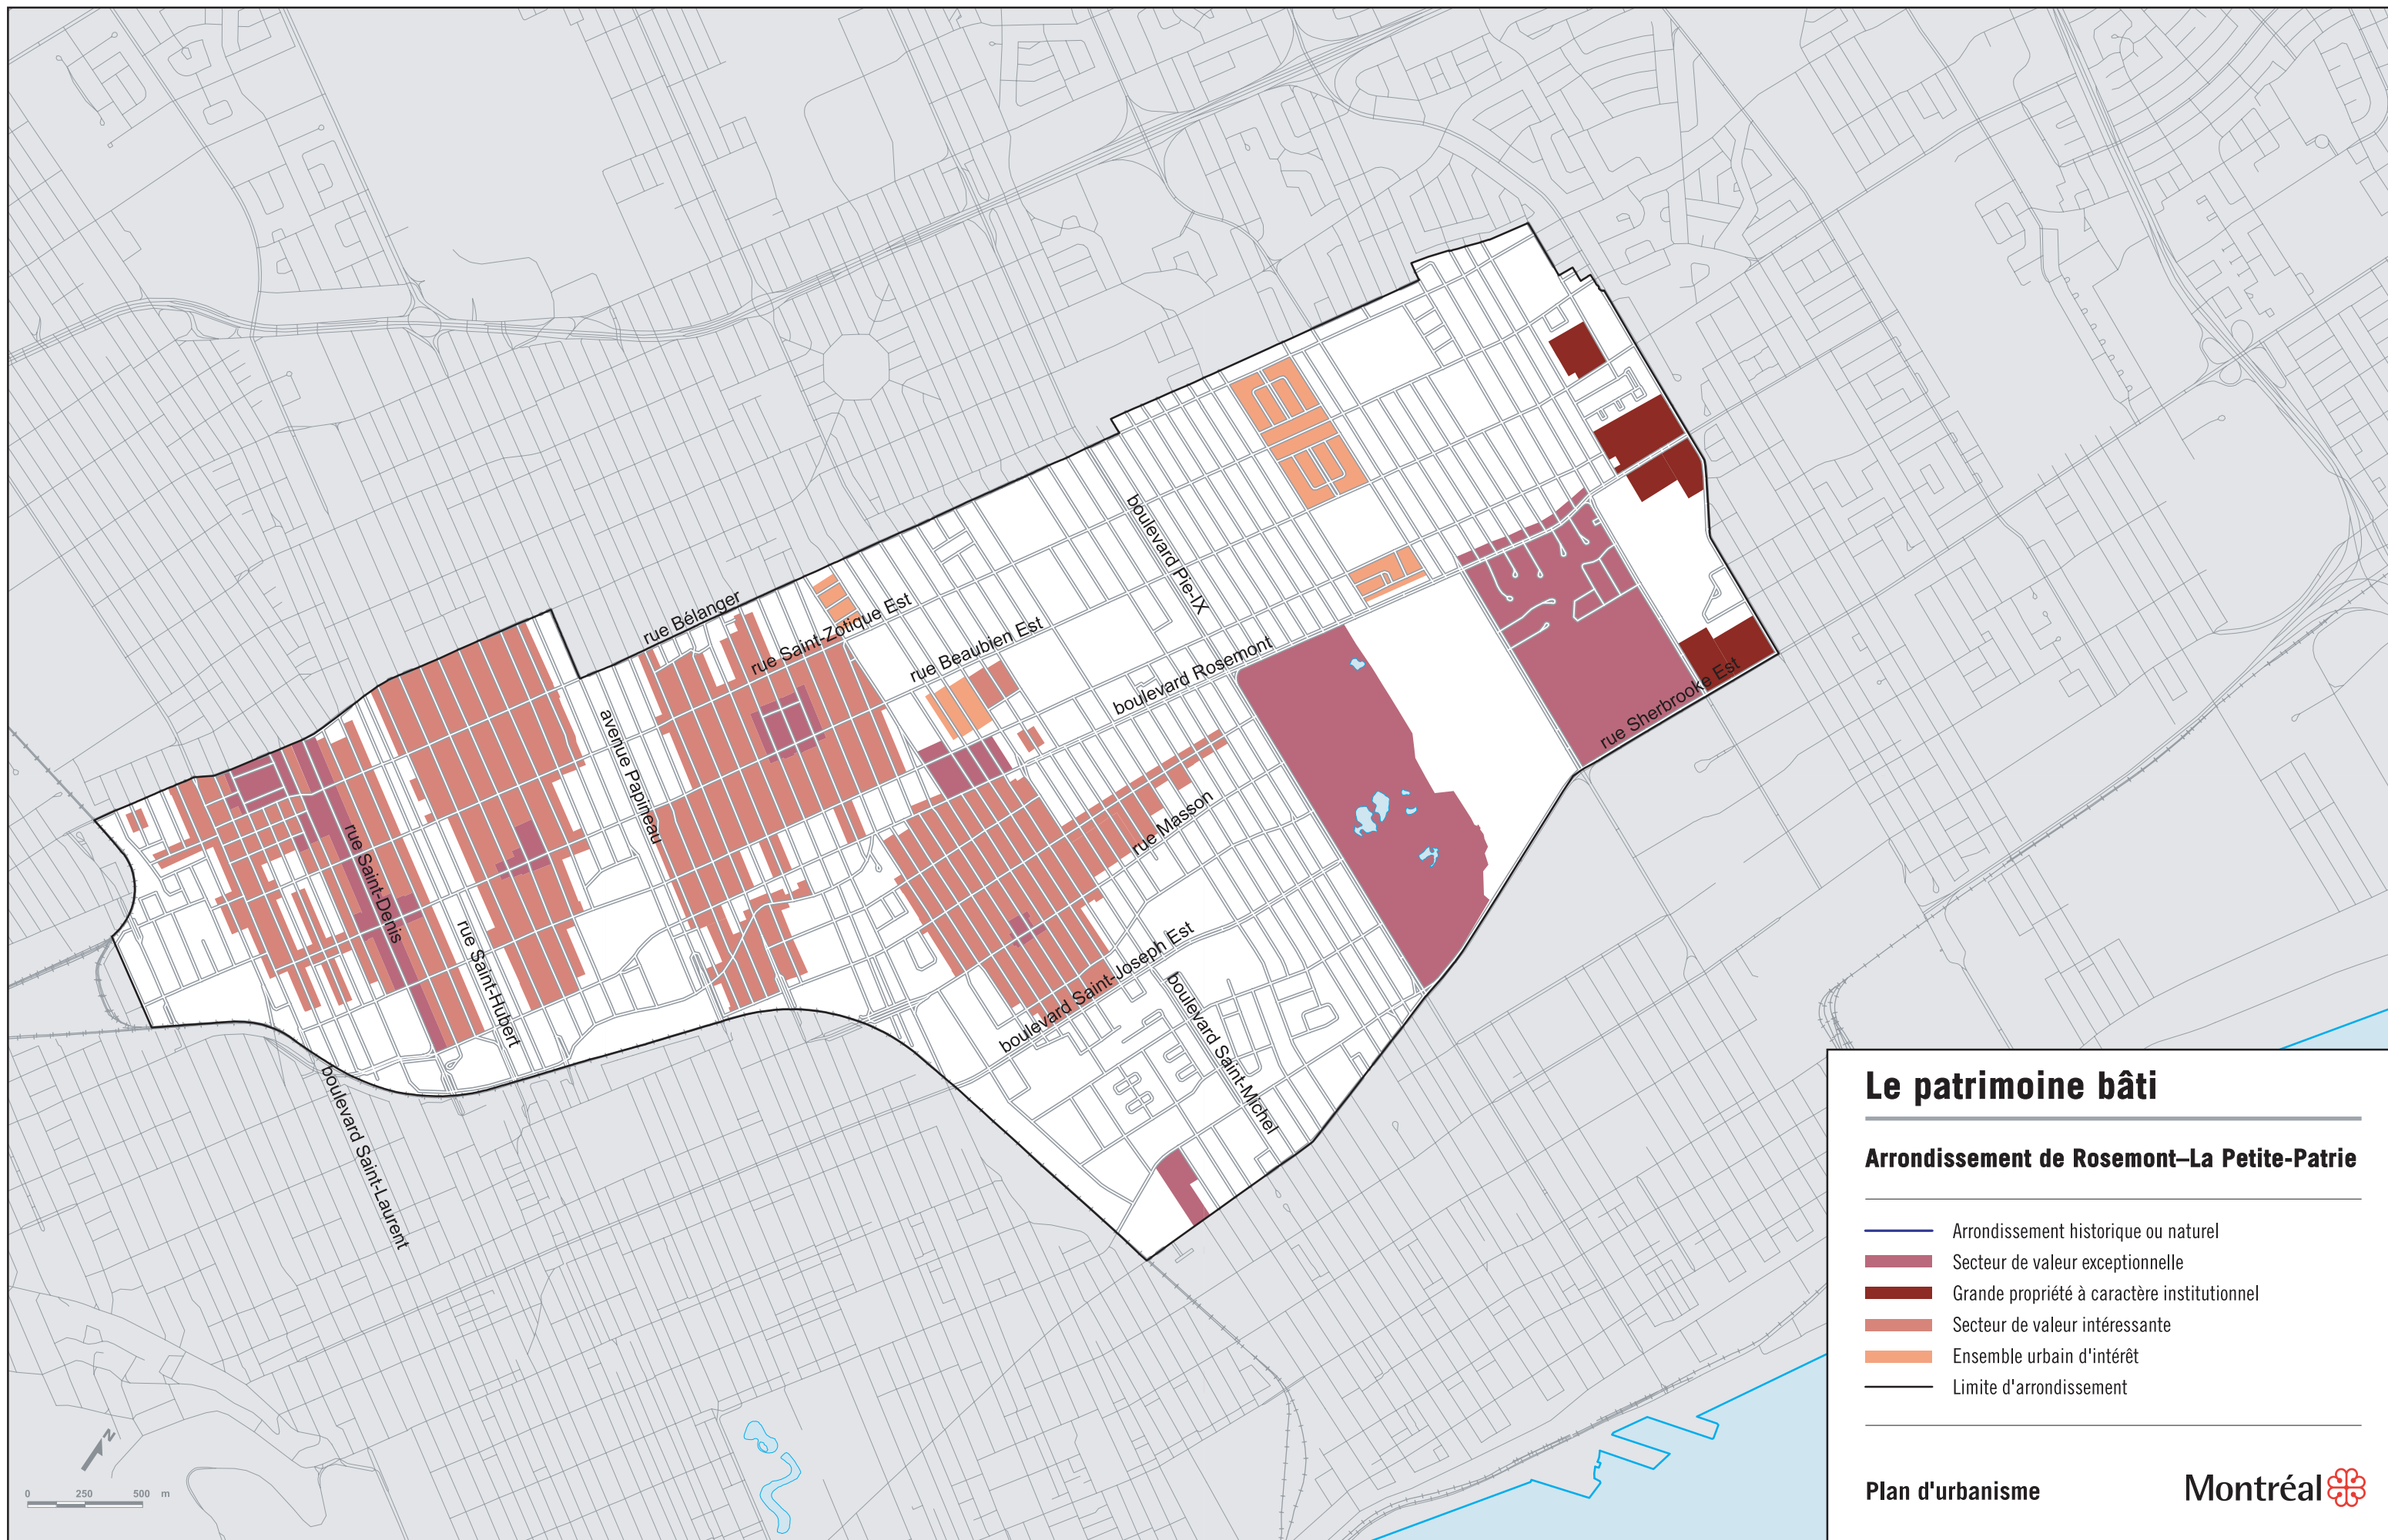 rue Bélanger
rue Saint-Zotique Est
rue Beaubien Est
boulevard Pie-IX
boulevard Rosemont
avenue Papineau
rue Sherbrooke Est
rue Masson
rue Saint-Denis
rue Saint-Hubert
boulevard Saint-Joseph Est
boulevard Saint-Michel
boulevard Saint-Laurent
N
0 250 500 m
Le patrimoine bâti
Arrondissement de Rosemont–La Petite-Patrie
Arrondissement historique ou naturel
Secteur de valeur exceptionnelle
Grande propriété à caractère institutionnel
Secteur de valeur intéressante
Ensemble urbain d'intérêt
Limite d'arrondissement
Plan d'urbanisme
Montréal